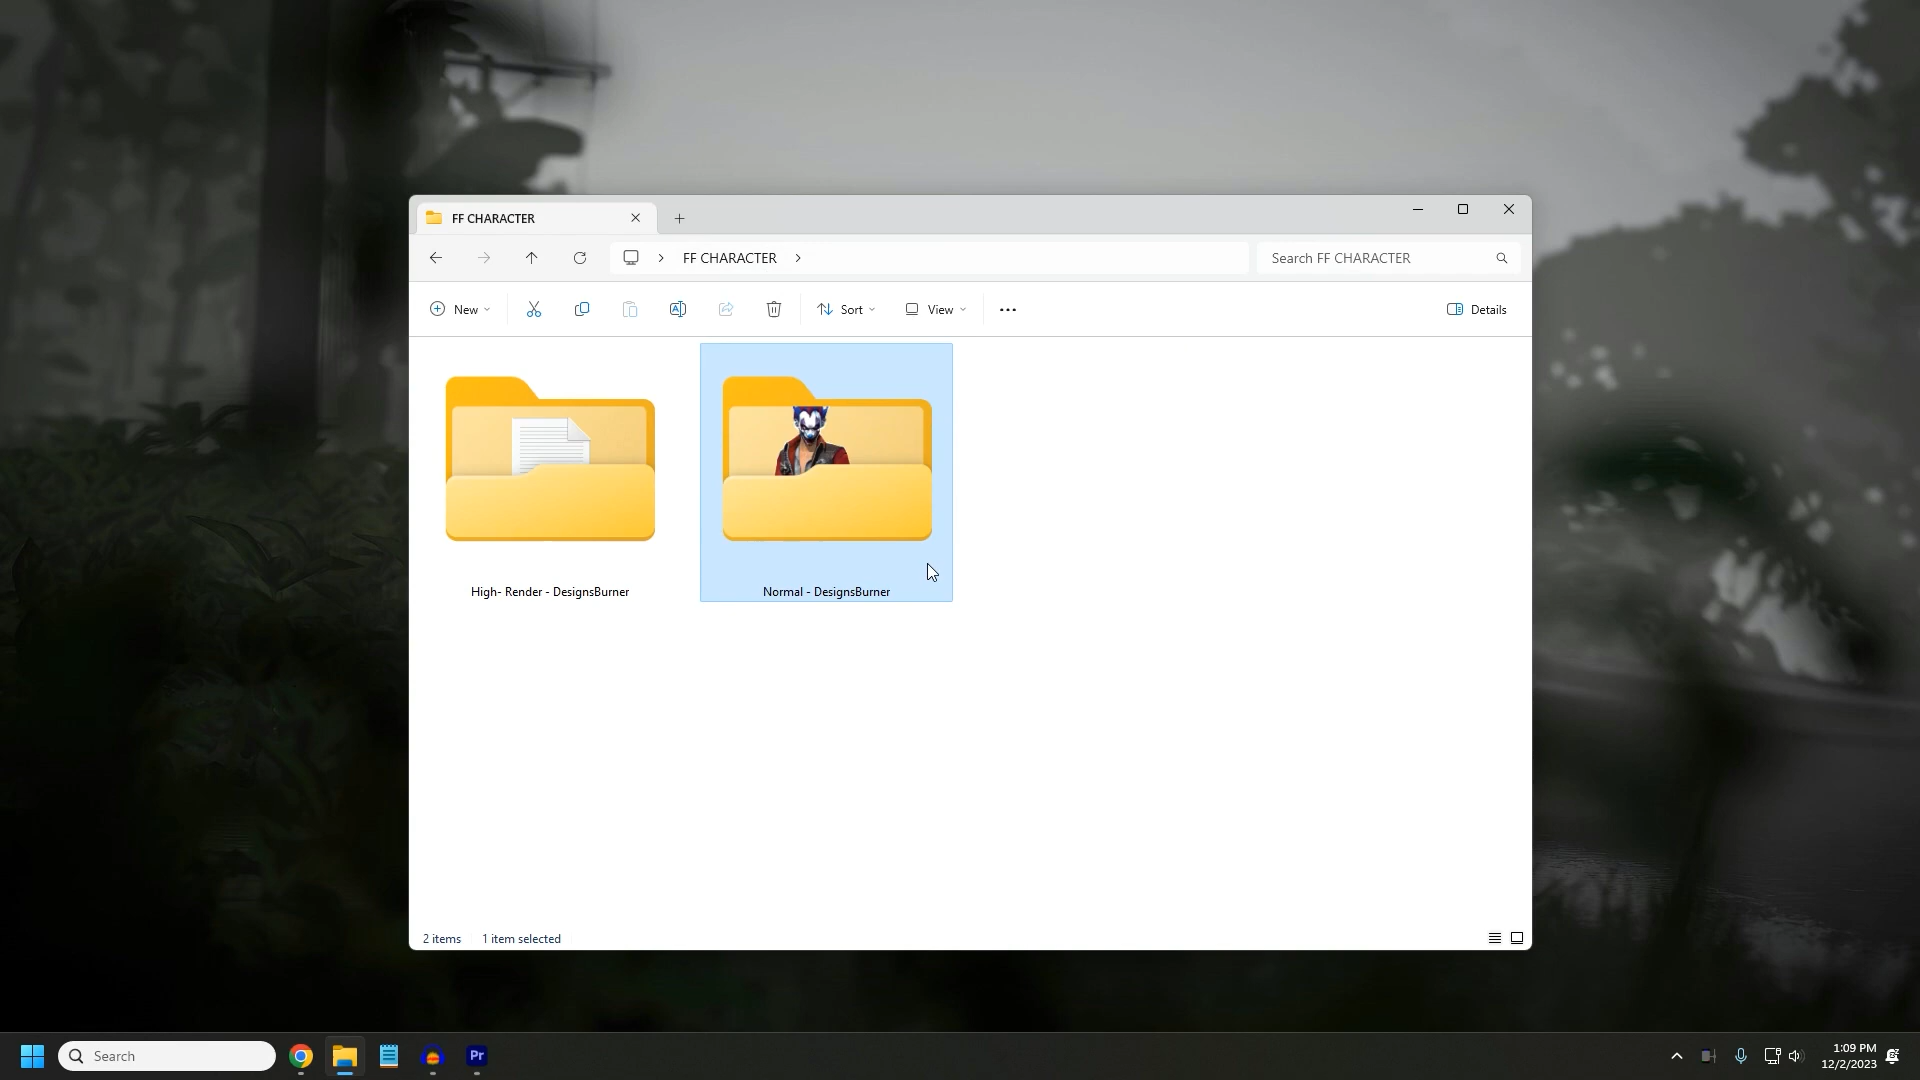 FF CHARACTER
FF CHARACTER
Search FF CHARACTER
New
Sort
View
Details
High- Render - DesignsBurner
Normal - DesignsBurner
2 items
1 item selected
Search
Pr
1:09 PM
12/2/2023